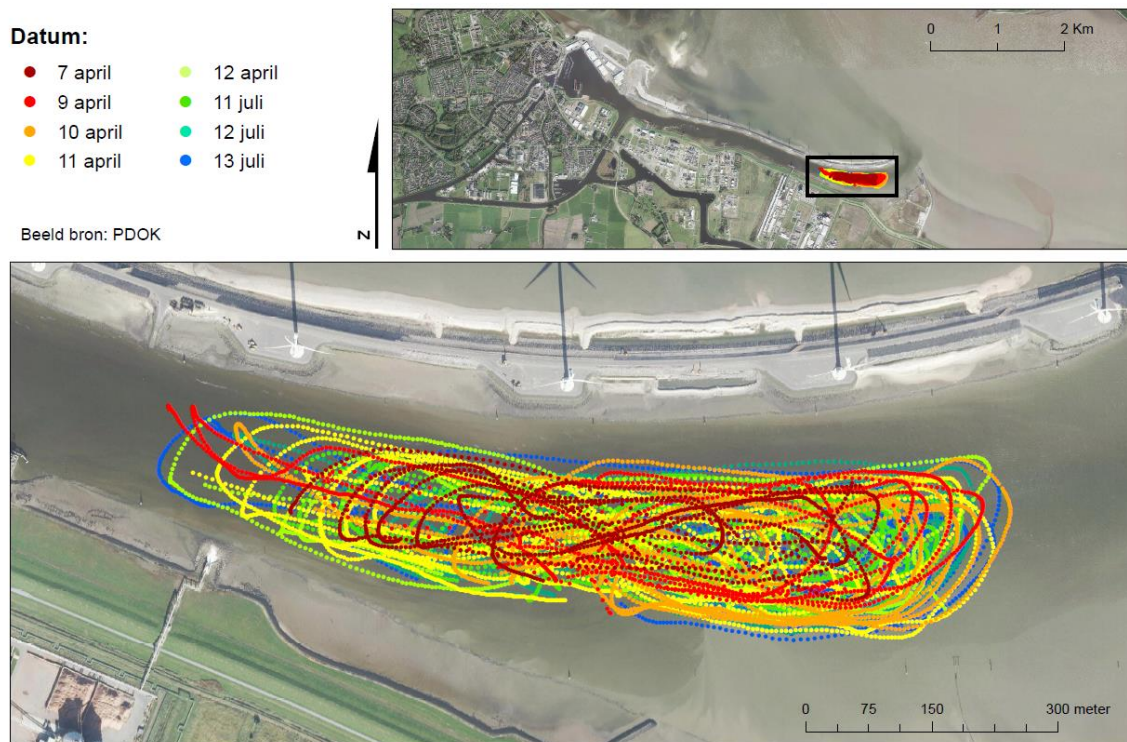 Datum:
7 april
9 april
10 april
11 april
12 april
11 juli
12 juli
13 juli
Beeld bron: PDOK
N
0 1 2 Km
0 75 150 300 meter